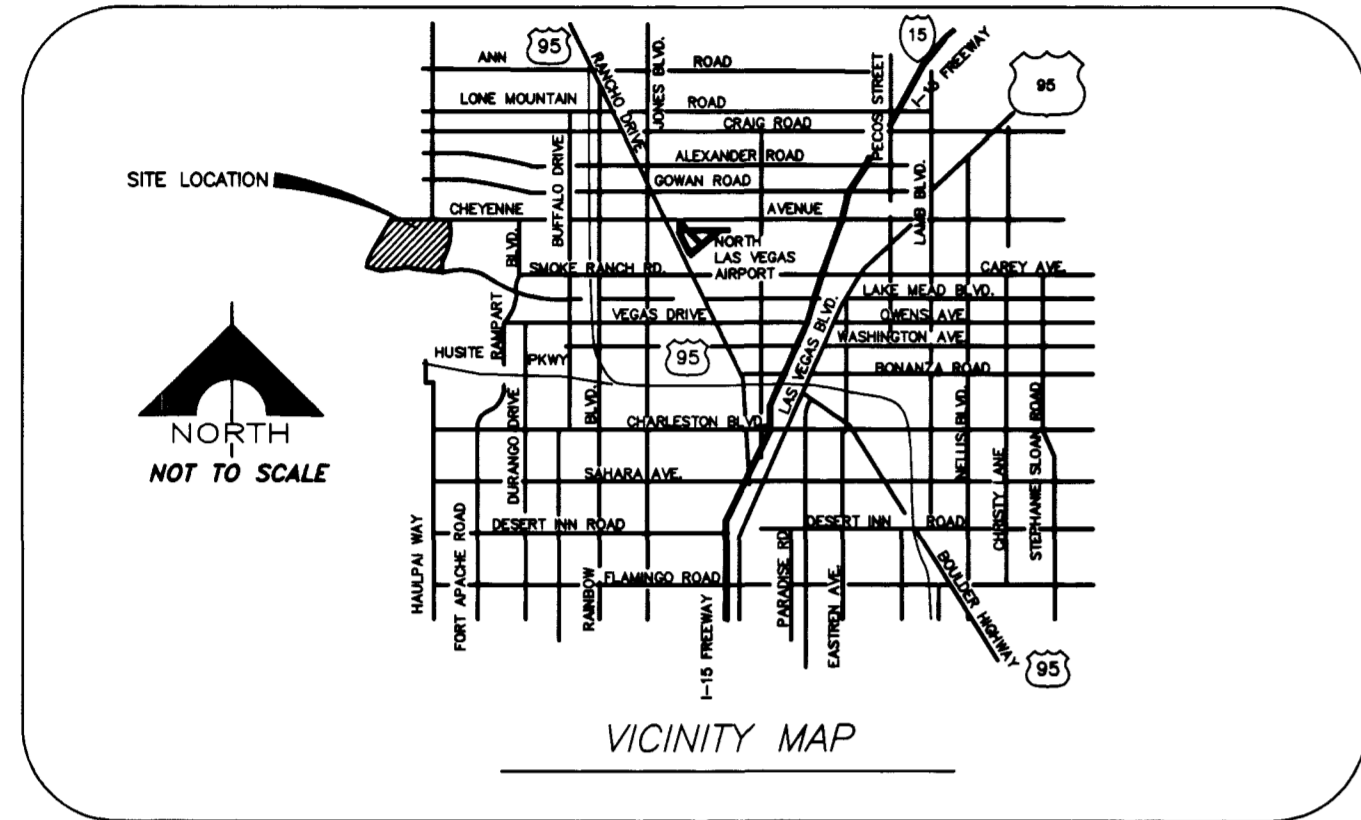 95
15
I-15 FREEWAY
ANN ROAD
RANCHO DRIVE
JONES BLVD.
PECOS STREET
95
LONE MOUNTAIN ROAD
CRAIG ROAD
BUFFALO DRIVE
ALEXANDER ROAD
SITE LOCATION
GOWAN ROAD
LAMB BLVD.
CHEYENNE AVENUE
NORTH
LAS VEGAS
AIRPORT
BLVD.
SMOKE RANCH RD.
CAREY AVE.
LAKE MEAD BLVD.
RAMPART
VEGAS DRIVE
OWENS AVE
LAS VEGAS BLVD.
WASHINGTON AVE.
HUSITE PKWY
95
BONANZA ROAD
NORTH
NOT TO SCALE
DURANGO DRIVE
BLVD.
CHARLESTON BLVD.
NELLIS BLVD.
CHRISTY LANE
STEPHANIE SLOAN ROAD
SAHARA AVE.
HAULPAI WAY
FORT APACHE ROAD
DESERT INN ROAD
DESERT INN ROAD
RAINBOW
FLAMINGO ROAD
I-15 FREEWAY
PARADISE RD.
EASTREN AVE.
BOULDER HIGHWAY
95
VICINITY MAP